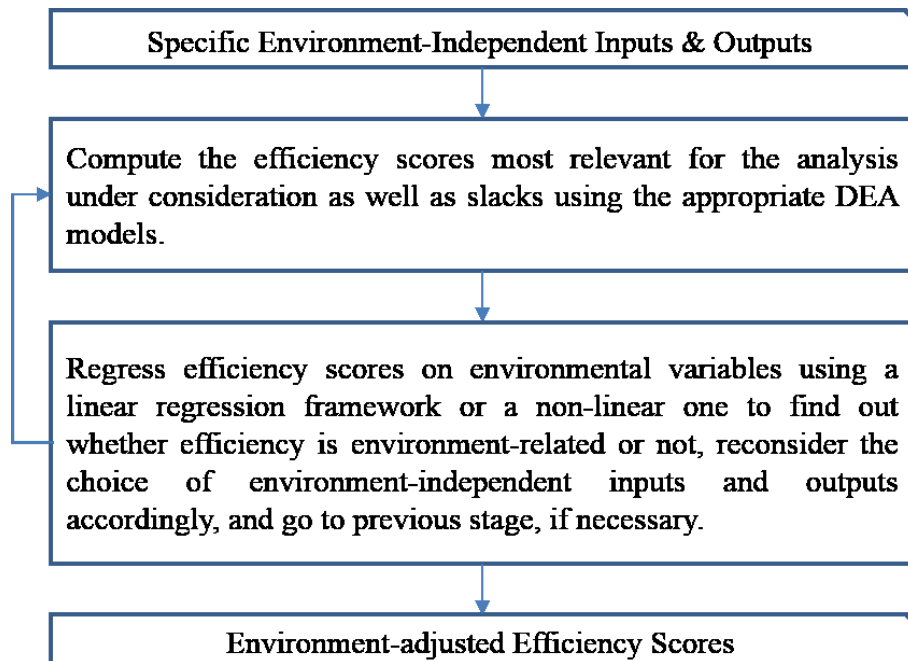 Specific Environment-Independent Inputs & Outputs
Compute the efficiency scores most relevant for the analysis
under consideration as well as slacks using the appropriate DEA
models.
Regress efficiency scores on environmental variables using a
linear regression framework or a non-linear one to find out
whether efficiency is environment-related or not, reconsider the
choice of environment-independent inputs and outputs
accordingly, and go to previous stage, if necessary.
Environment-adjusted Efficiency Scores